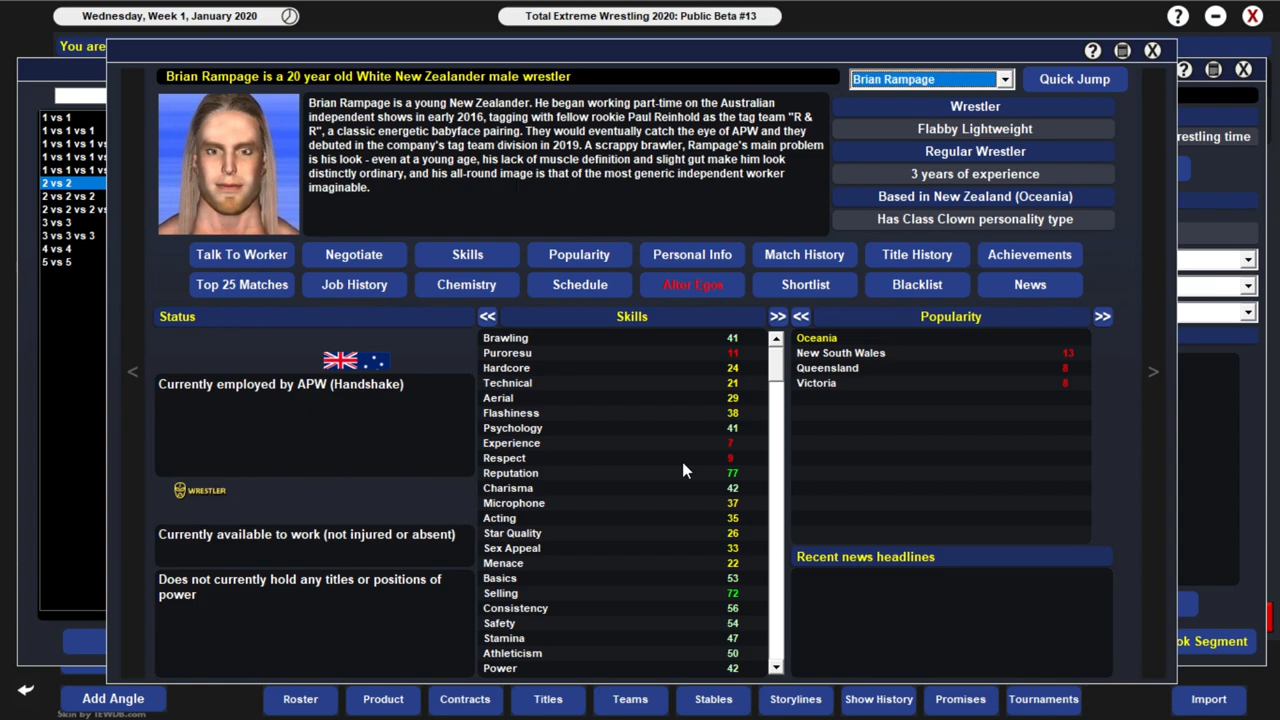 Wednesday, Week 1, January 2020
Total Extreme Wrestling 2020: Public Beta #13
You are
Brian Rampage is a 20 year old White New Zealander male wrestler
Brian Rampage
Quick Jump
Brian Rampage is a young New Zealander. He began working part-time on the Australian
independent shows in early 2016, tagging with fellow rookie Paul Reinhold as the tag team "R &
R", a classic energetic babyface pairing. They would eventually catch the eye of APW and they
debuted in the company's tag team division in 2019. A scrappy brawler, Rampage's main problem
is his look - even at a young age, his lack of muscle definition and slight gut make him look
distinctly ordinary, and his all-round image is that of the most generic independent worker
imaginable.
Wrestler
Flabby Lightweight
Regular Wrestler
3 years of experience
Based in New Zealand (Oceania)
Has Class Clown personality type
1 vs 1
1 vs 1 vs 1
1 vs 1 vs 1 vs
1 vs 1 vs 1 vs
1 vs 1 vs 1 vs
2 vs 2
2 vs 2 vs 2
2 vs 2 vs 2 vs
3 vs 3
3 vs 3 vs 3
4 vs 4
5 vs 5
restling time
Talk To Worker
Negotiate
Skills
Popularity
Personal Info
Match History
Title History
Achievements
Top 25 Matches
Job History
Chemistry
Schedule
Alter Egos
Shortlist
Blacklist
News
Status
<< Skills >>
<< Popularity >>
Currently employed by APW (Handshake)
WRESTLER
Currently available to work (not injured or absent)
Does not currently hold any titles or positions of
power
Brawling 41
Puroresu 11
Hardcore 24
Technical 21
Aerial 29
Flashiness 38
Psychology 41
Experience 7
Respect 9
Reputation 77
Charisma 42
Microphone 37
Acting 35
Star Quality 26
Sex Appeal 33
Menace 22
Basics 53
Selling 72
Consistency 56
Safety 54
Stamina 47
Athleticism 50
Power 42
Oceania
New South Wales 13
Queensland 8
Victoria 8
Recent news headlines
ok Segment
Add Angle
Roster
Product
Contracts
Titles
Teams
Stables
Storylines
Show History
Promises
Tournaments
Import
Skin by TEWDB.com